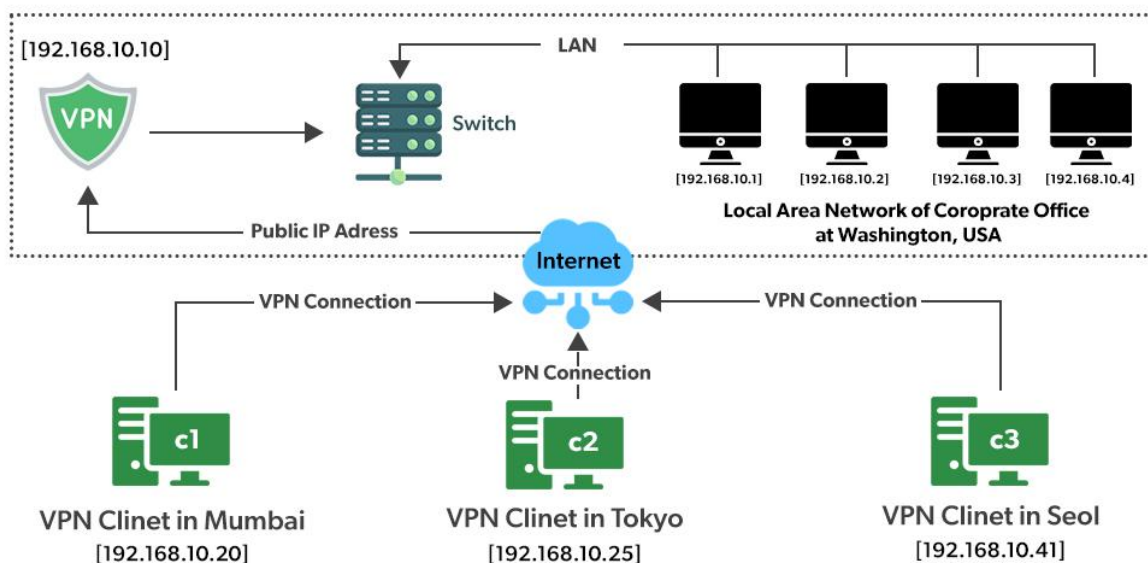 [192.168.10.10]
VPN
LAN
Switch
[192.168.10.1]
[192.168.10.2]
[192.168.10.3]
[192.168.10.4]
Local Area Network of Coroprate Office
at Washington, USA
Public IP Adress
Internet
VPN Connection
VPN Connection
VPN Connection
c1
c2
c3
VPN Clinet in Mumbai
[192.168.10.20]
VPN Clinet in Tokyo
[192.168.10.25]
VPN Clinet in Seol
[192.168.10.41]